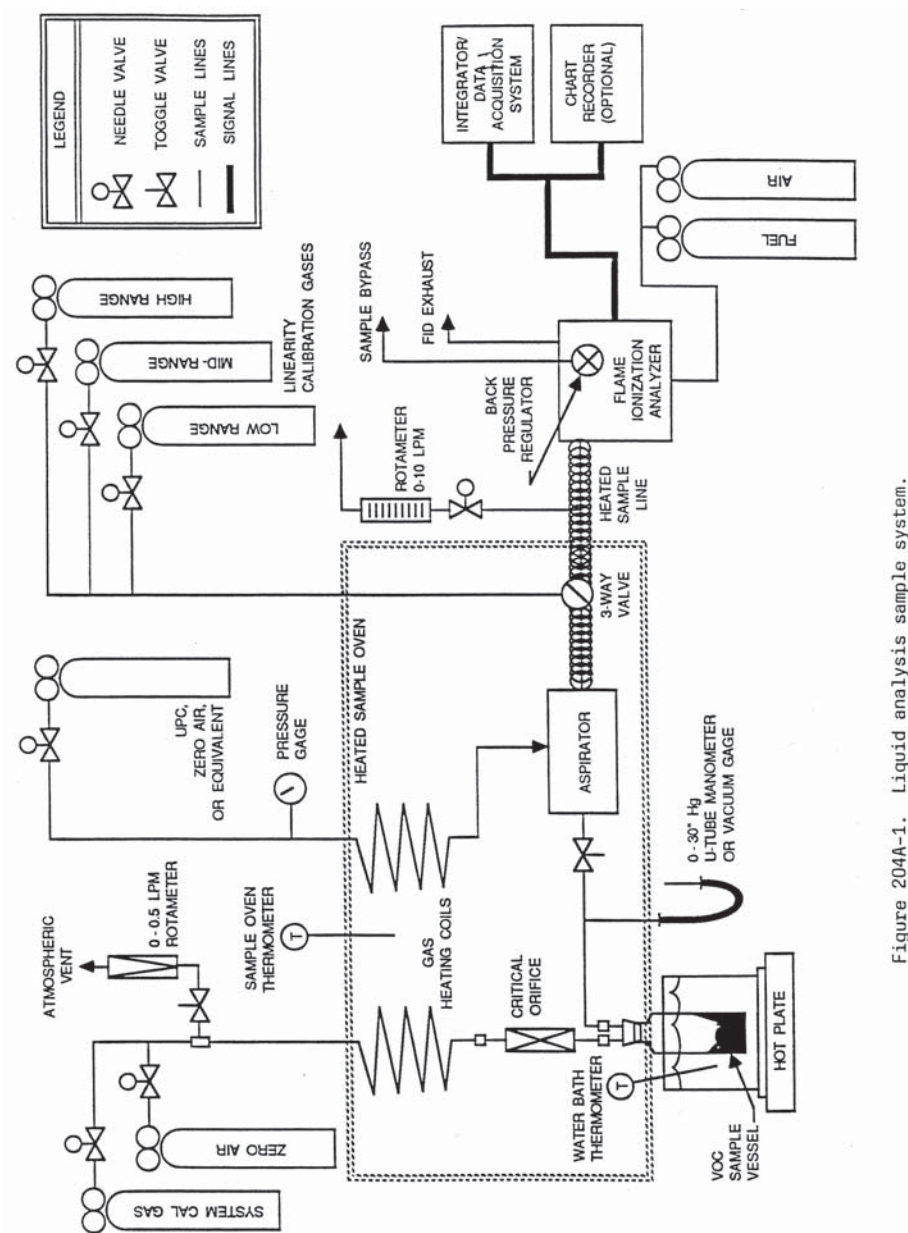 LEGEND
NEEDLE VALVE
TOGGLE VALVE
SAMPLE LINES
SIGNAL LINES
HIGH RANGE
MID-RANGE
LOW RANGE
LINEARITY
CALIBRATION GASES
UPC,
ZERO AIR,
OR EQUIVALENT
PRESSURE
GAGE
ATMOSPHERIC
VENT
0 - 0.5 LPM
ROTAMETER
SYSTEM CAL GAS
ZERO AIR
SAMPLE OVEN
THERMOMETER
T
HEATED SAMPLE OVEN
GAS
HEATING COILS
CRITICAL
ORIFICE
WATER BATH
THERMOMETER
T
VOC
SAMPLE
VESSEL
HOT PLATE
0 - 30" Hg
U-TUBE MANOMETER
OR VACUUM GAGE
ASPIRATOR
3-WAY
VALVE
HEATED
SAMPLE
LINE
ROTAMETER
0-10 LPM
BACK
PRESSURE
REGULATOR
SAMPLE BYPASS
FID EXHAUST
FLAME
IONIZATION
ANALYZER
INTEGRATOR/
DATA
ACQUISITION
SYSTEM
CHART
RECORDER
(OPTIONAL)
FUEL
AIR
Figure 204A-1. Liquid analysis sample system.